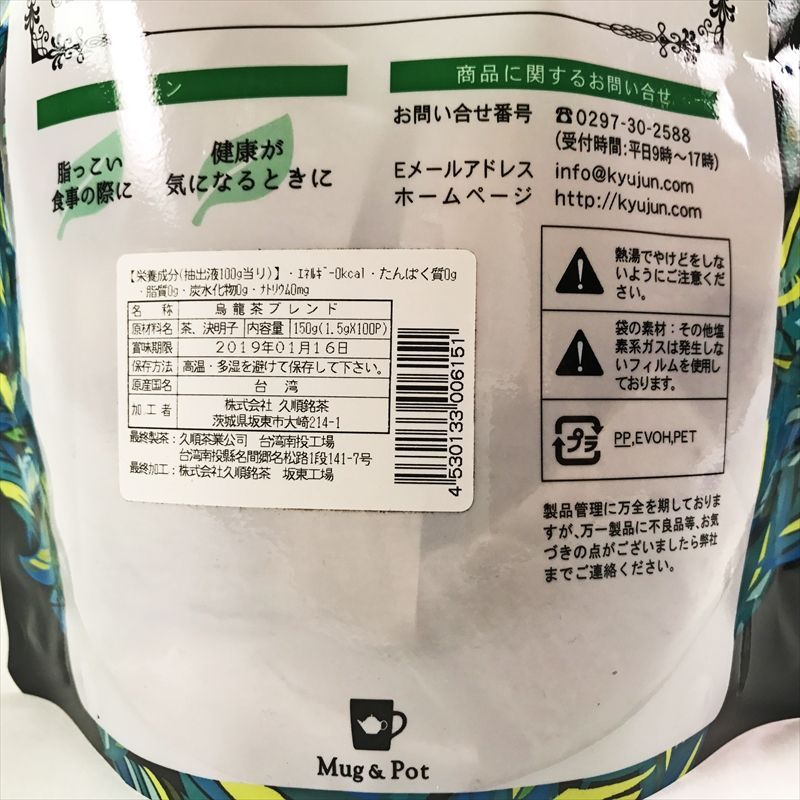 ン
脂っこい
食事の際に
健康が
気になるときに
商品に関するお問い合せ
お問い合せ番号 ☎0297-30-2588
(受付時間:平日9時〜17時)
Eメールアドレス info@kyujun.com
ホームページ http://kyujun.com
【栄養成分(抽出液100g当り)】・ｴﾈﾙｷﾞｰ0kcal・たんぱく質0g
・脂質0g・炭水化物0g・ﾅﾄﾘｳﾑ0mg
名 称 烏龍茶ブレンド
原材料名 茶、決明子 内容量 150g(1.5gX100P)
賞味期限 2019年01月16日
保存方法 高温・多湿を避けて保存して下さい。
原産国名 台 湾
加工者 株式会社 久順銘茶
茨城県坂東市大崎214-1
最終製茶：久順茶業公司 台湾南投工場
台湾南投縣名間郷名松路1段141-7号
最終加工：株式会社久順銘茶 坂東工場
4 530133 006151
熱湯でやけどをしな
いようにご注意くださ
い。
袋の素材：その他塩
素系ガスは発生しな
いフィルムを使用し
ております。
プラ
PP,EVOH,PET
製品管理に万全を期しておりま
すが、万一製品に不良品等、お気
づきの点がございましたら弊社
までご連絡ください。
Mug & Pot